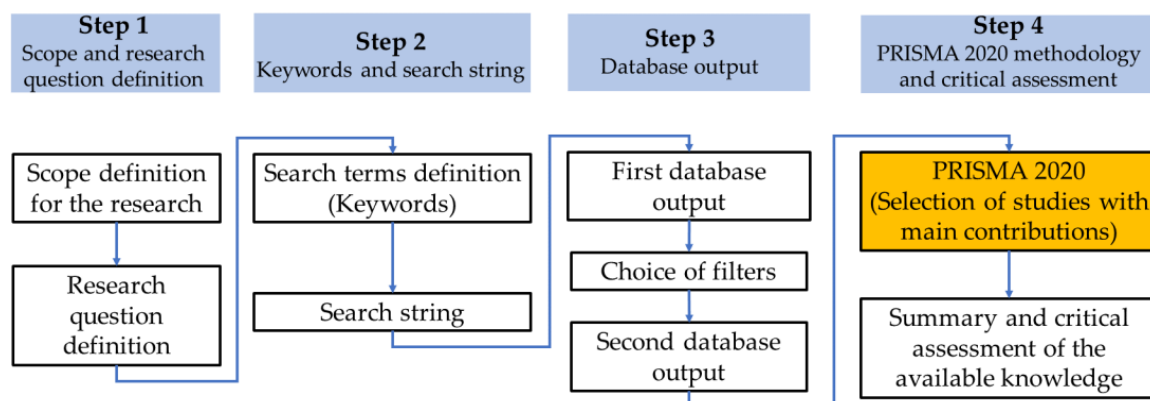 Step 1
Scope and research
question definition
Step 2
Keywords and search string
Step 3
Database output
Step 4
PRISMA 2020 methodology
and critical assessment
Scope definition
for the research
Research
question
definition
Search terms definition
(Keywords)
Search string
First database
output
Choice of filters
Second database
output
PRISMA 2020
(Selection of studies with
main contributions)
Summary and critical
assessment of the
available knowledge